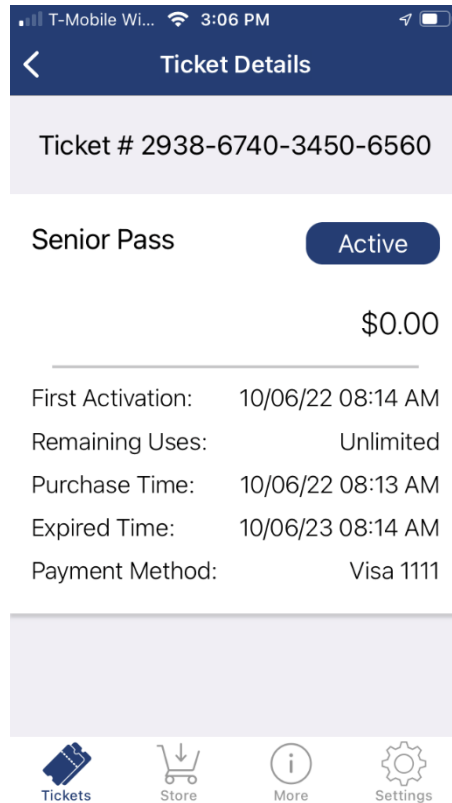 T-Mobile Wi... 3:06 PM
Ticket Details
Ticket # 2938-6740-3450-6560
Senior Pass Active
$0.00
First Activation: 10/06/22 08:14 AM
Remaining Uses: Unlimited
Purchase Time: 10/06/22 08:13 AM
Expired Time: 10/06/23 08:14 AM
Payment Method: Visa 1111
Tickets Store More Settings